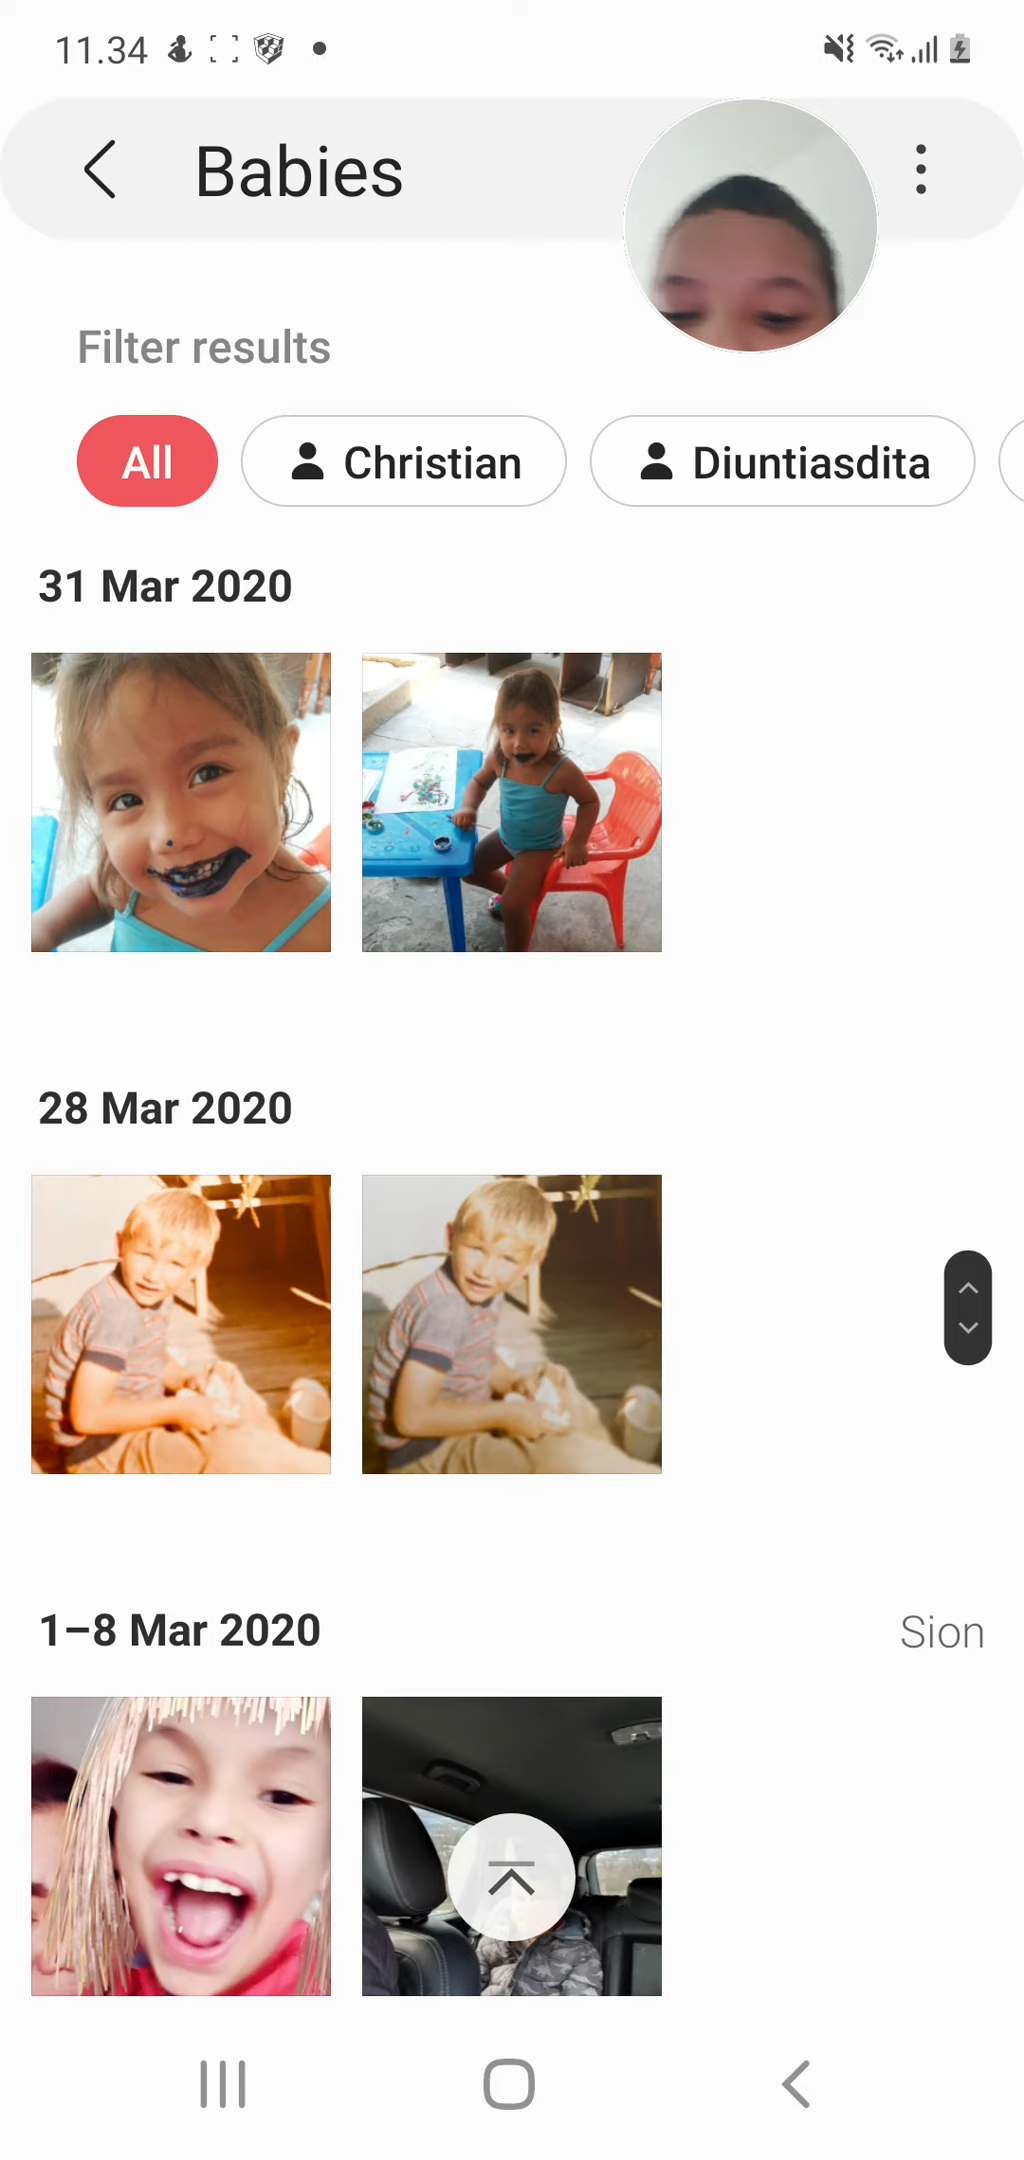 11.34
Babies
Filter results
All
Christian
Diuntiasdita
31 Mar 2020
28 Mar 2020
1–8 Mar 2020
Sion